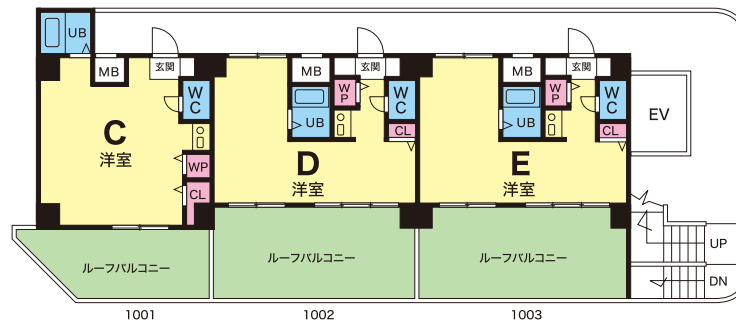 UB
MB
玄関
WC
C
洋室
WP
CL
ルーフバルコニー
1001
MB
玄関
WP
WC
UB
CL
D
洋室
ルーフバルコニー
1002
MB
玄関
WP
WC
UB
CL
E
洋室
ルーフバルコニー
1003
EV
UP
DN